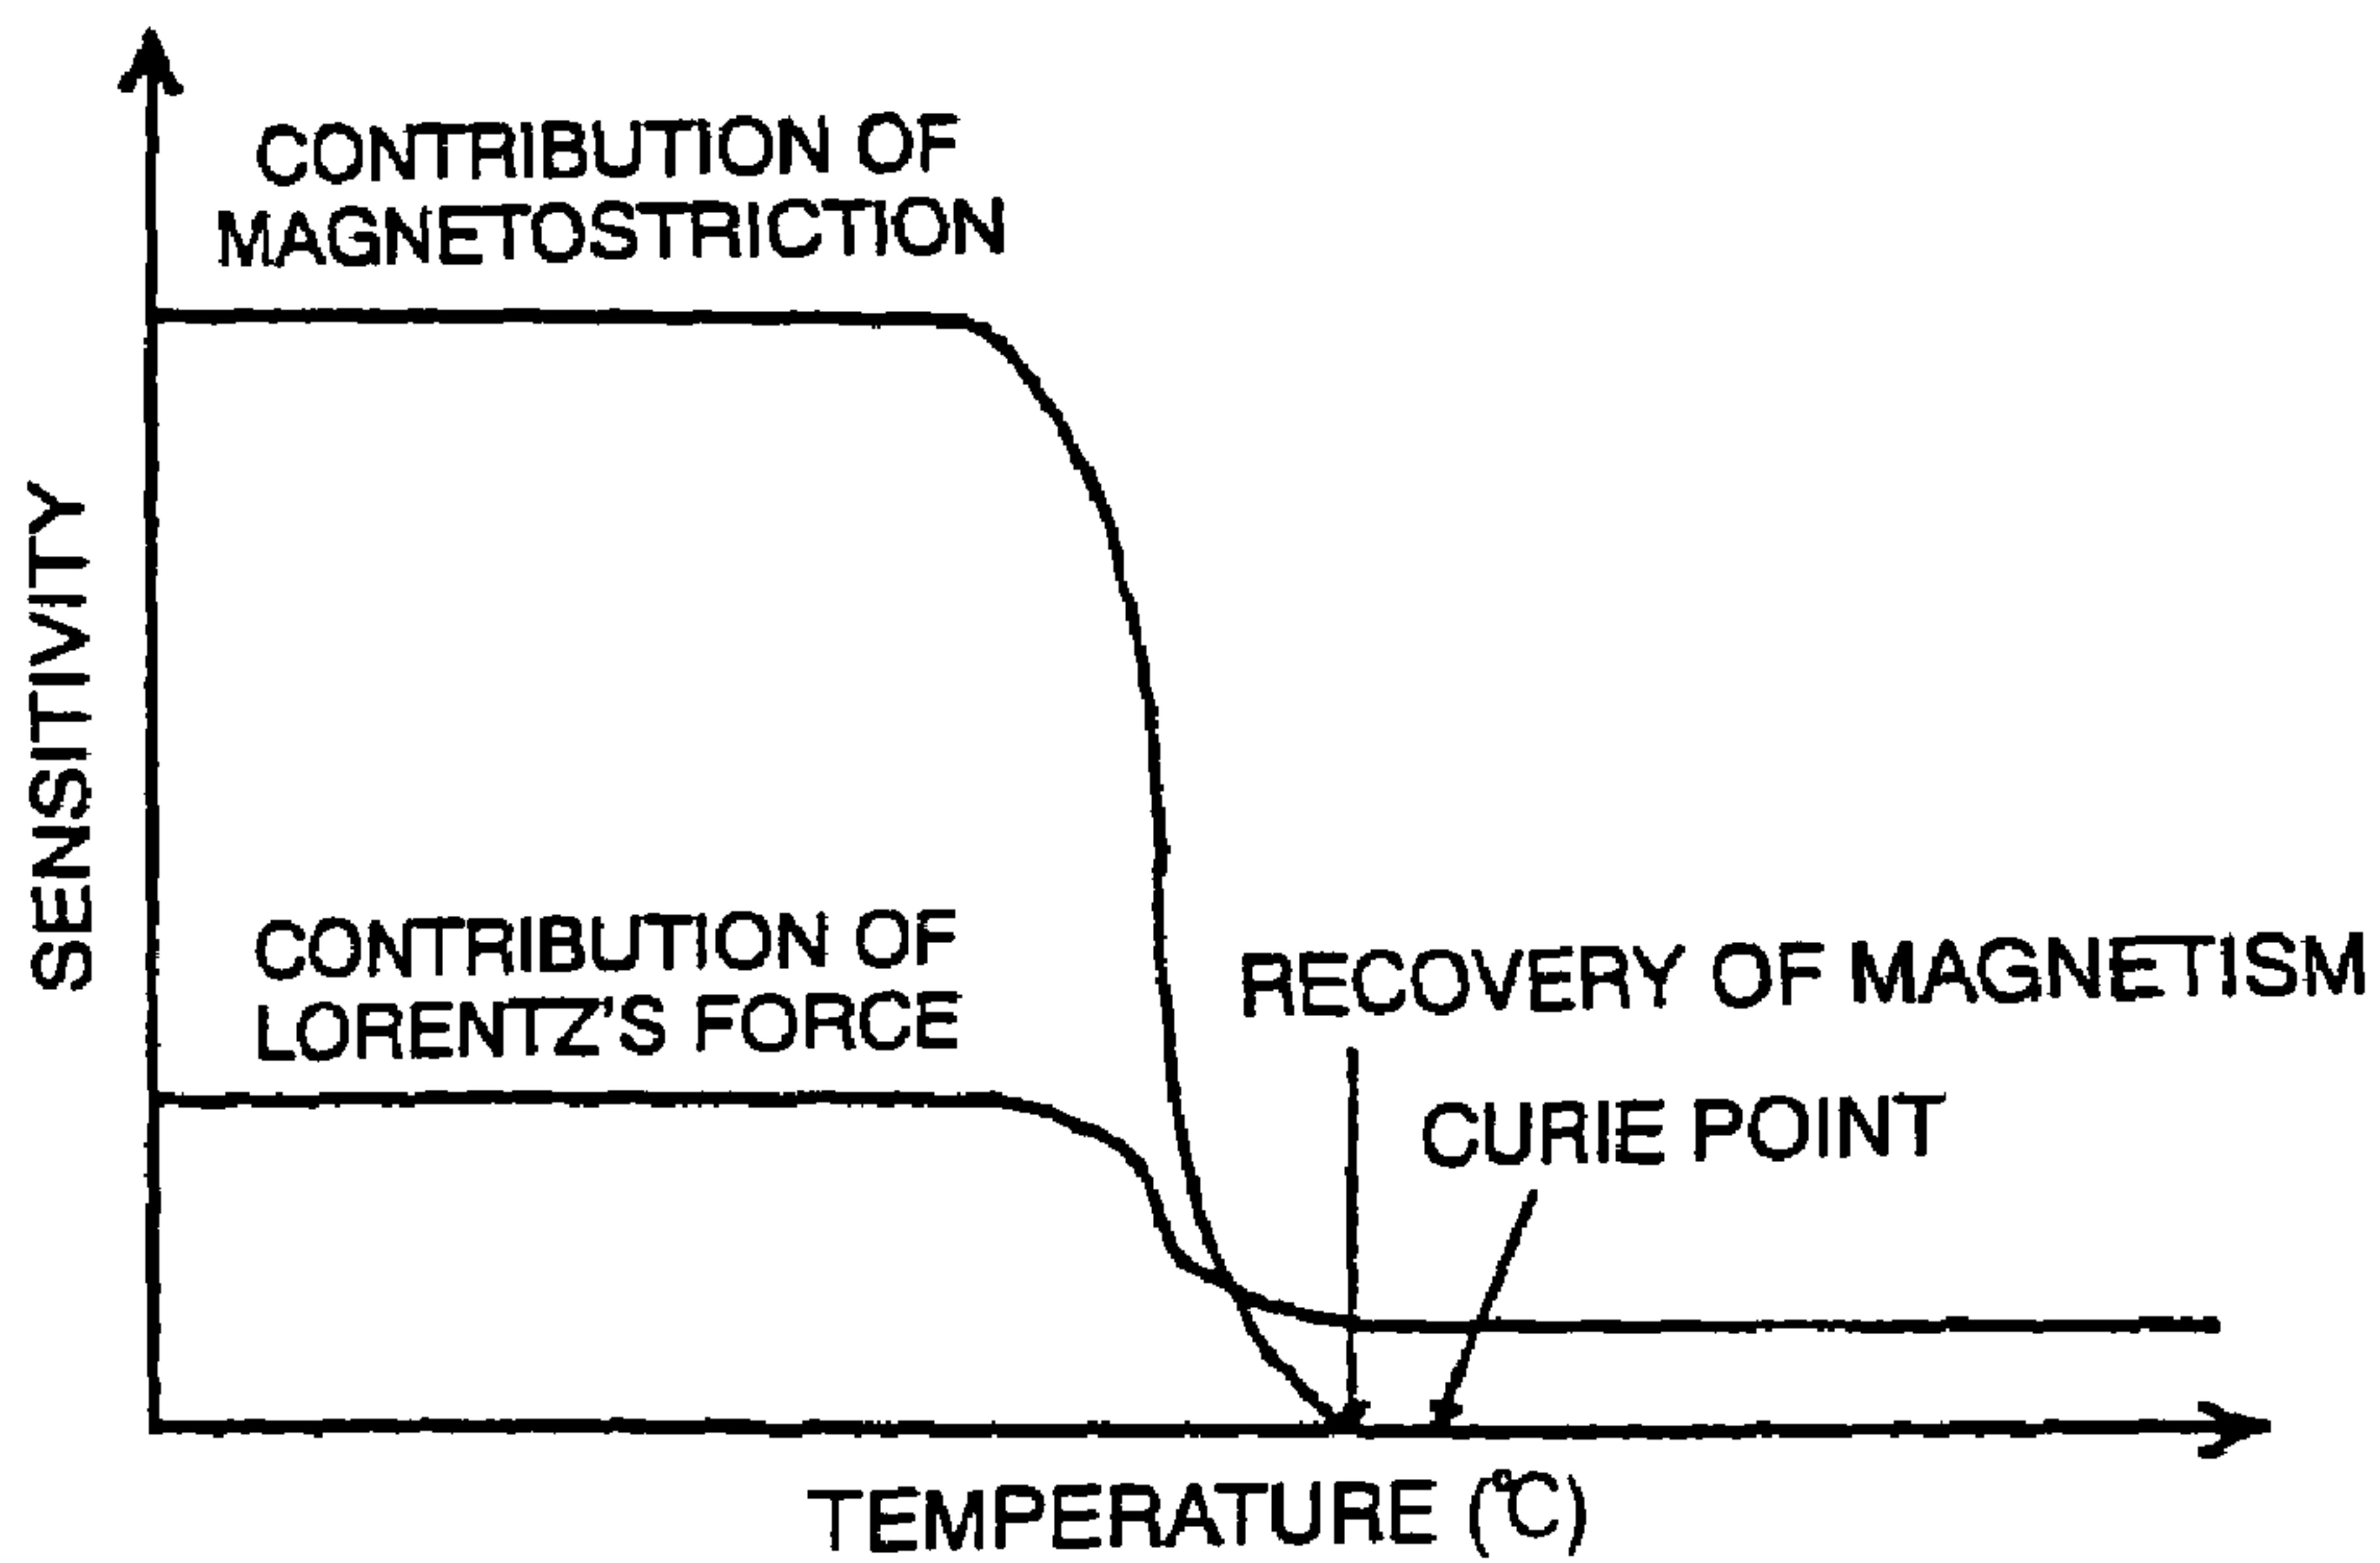 CONTRIBUTION OF
MAGNETOSTRICTION
SENSITIVITY
CONTRIBUTION OF
LORENTZ'S FORCE
RECOVERY OF MAGNETISM
CURIE POINT
TEMPERATURE (℃)